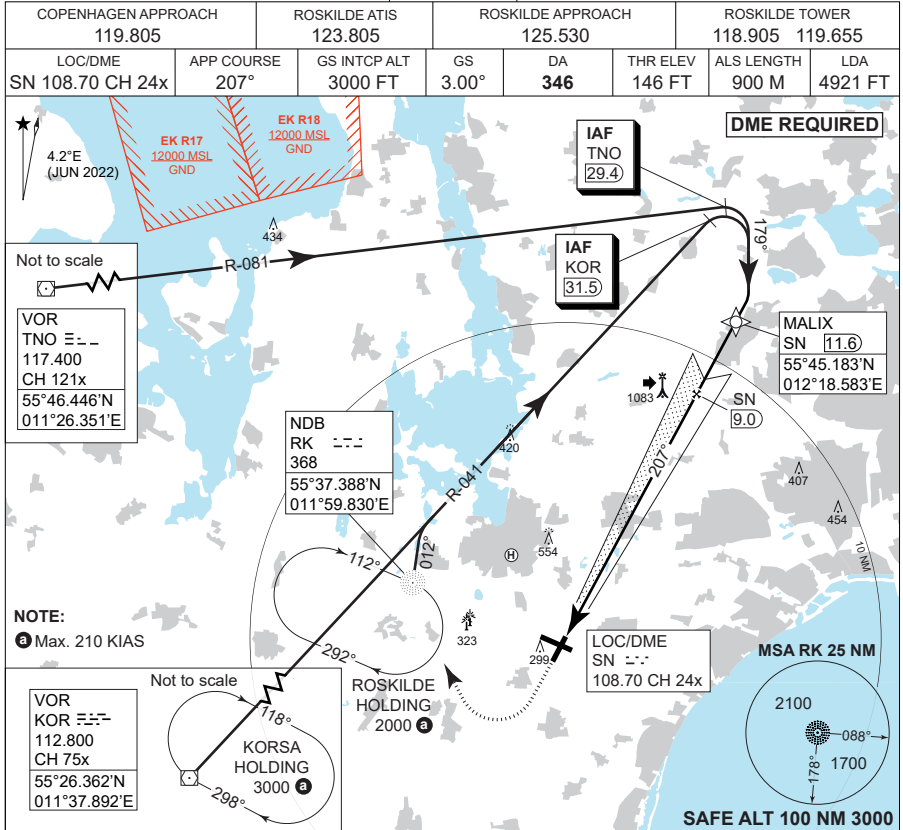 COPENHAGEN APPROACH
119.805
ROSKILDE ATIS
123.805
ROSKILDE APPROACH
125.530
ROSKILDE TOWER
118.905 119.655
LOC/DME
SN 108.70 CH 24x
APP COURSE
207°
GS INTCP ALT
3000 FT
GS
3.00°
DA
346
THR ELEV
146 FT
ALS LENGTH
900 M
LDA
4921 FT
DME REQUIRED
EK R17
12000 MSL
GND
EK R18
12000 MSL
GND
4.2°E
(JUN 2022)
IAF
TNO
29.4
434
179°
Not to scale
R-081
IAF
KOR
31.5
VOR
TNO
117.400
CH 121x
55°46.446'N
011°26.351'E
MALIX
SN 11.6
55°45.183'N
012°18.583'E
1083
SN
9.0
NDB
RK
368
55°37.388'N
011°59.830'E
420
R-041
207°
407
454
10 NM
012°
H
554
112°
NOTE:
a Max. 210 KIAS
323
292°
299
LOC/DME
SN
108.70 CH 24x
ROSKILDE
HOLDING
2000 a
MSA RK 25 NM
2100
088°
178°
1700
SAFE ALT 100 NM 3000
Not to scale
VOR
KOR
112.800
CH 75x
55°26.362'N
011°37.892'E
118°
KORSA
HOLDING
3000 a
298°